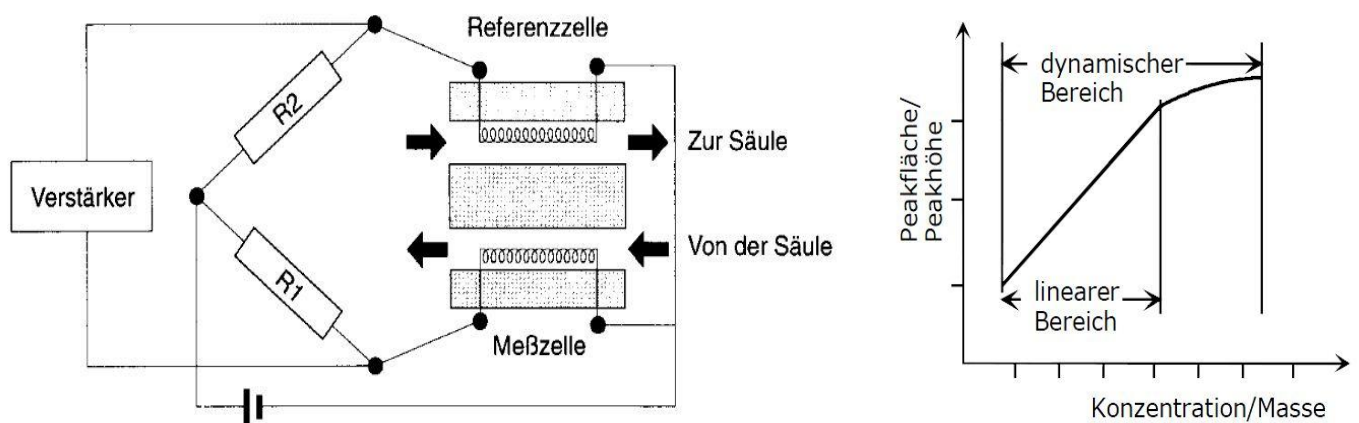 Referenzzelle
R2
Zur Säule
Verstärker
Von der Säule
R1
Meßzelle
dynamischer
Bereich
Peakfläche/
Peakhöhe
linearer
Bereich
Konzentration/Masse